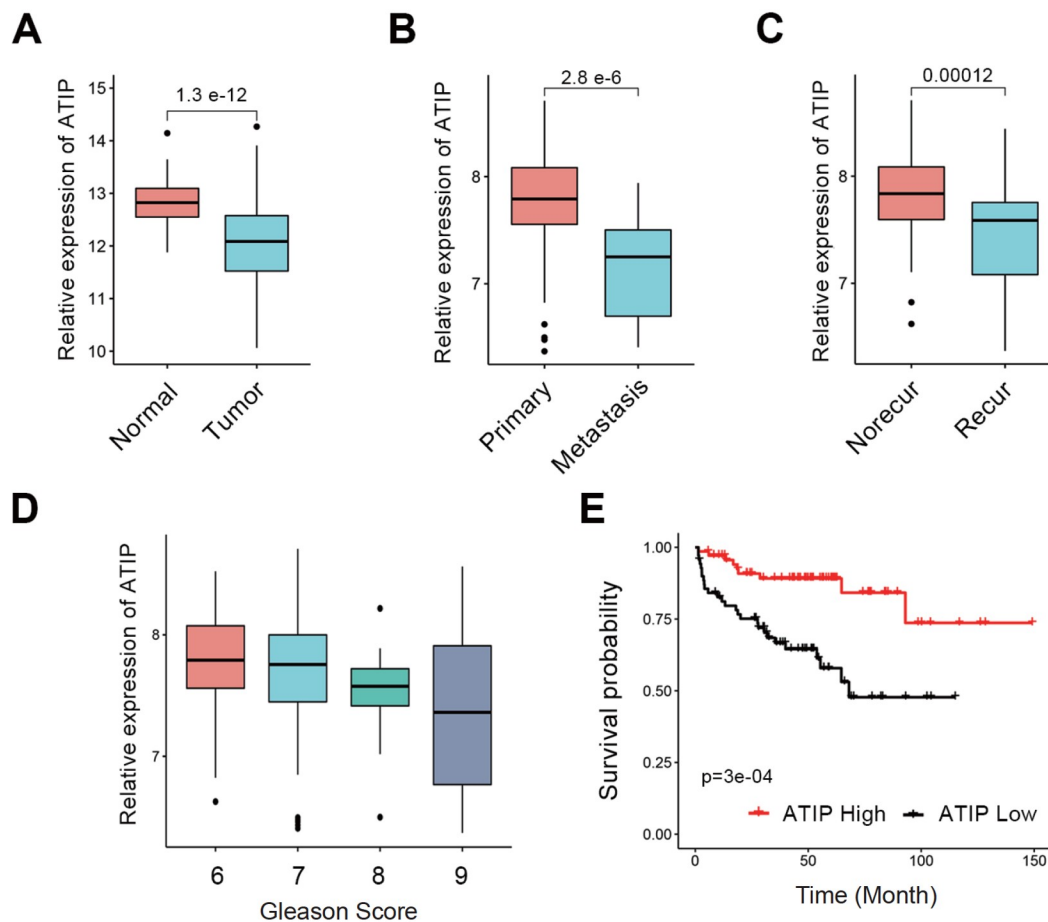 A
Relative expression of ATIP
15
14
13
12
11
10
1.3 e-12
Normal
Tumor
B
Relative expression of ATIP
8
7
2.8 e-6
Primary
Metastasis
C
Relative expression of ATIP
8
7
0.00012
Norecur
Recur
D
Relative expression of ATIP
8
7
6
7
8
9
Gleason Score
E
Survival probability
1.00
0.75
0.50
0.25
0.00
p=3e-04
ATIP High
ATIP Low
0
50
100
150
Time (Month)